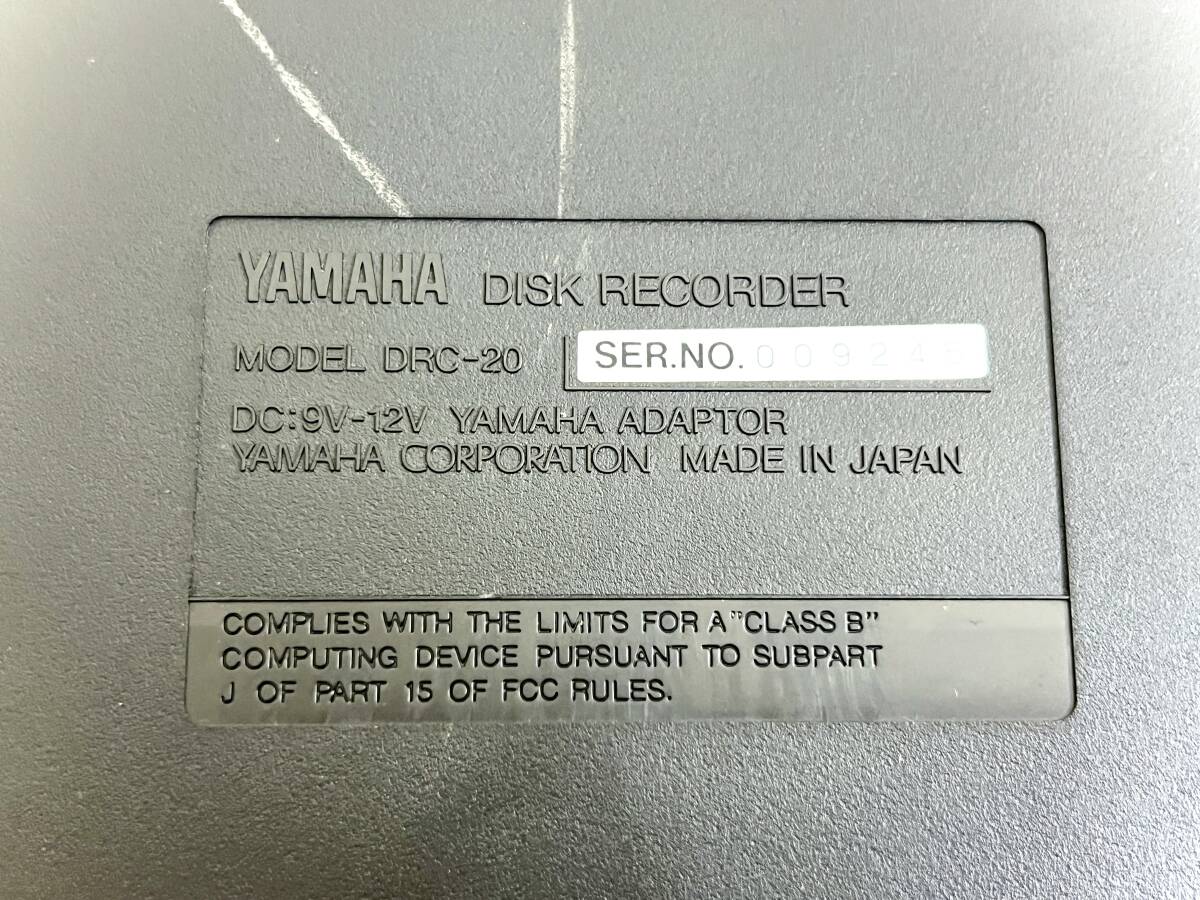 YAMAHA DISK RECORDER
MODEL DRC-20 SER.NO. 009245
DC:9V-12V YAMAHA ADAPTOR
YAMAHA CORPORATION MADE IN JAPAN
COMPLIES WITH THE LIMITS FOR A "CLASS B"
COMPUTING DEVICE PURSUANT TO SUBPART
J OF PART 15 OF FCC RULES.